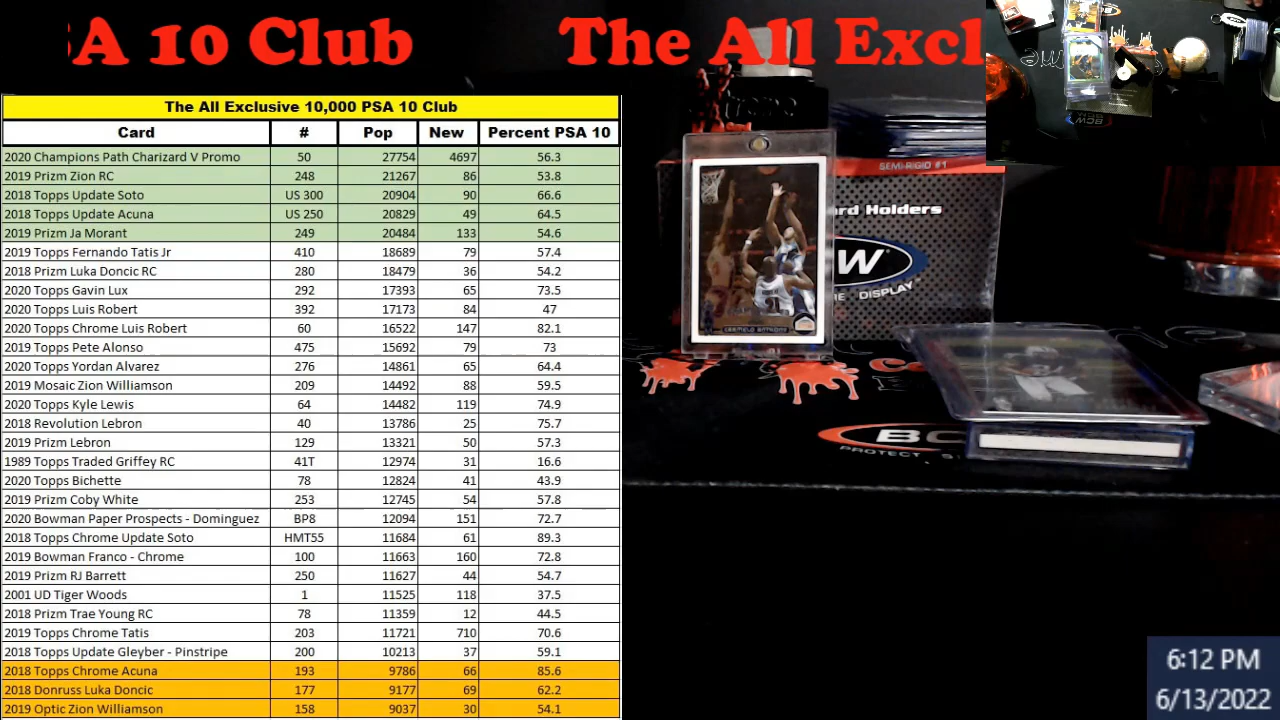 SA 10 Club The All Excl
The All Exclusive 10,000 PSA 10 Club
Card # Pop New Percent PSA 10
2020 Champions Path Charizard V Promo 50 27754 4697 56.3
2019 Prizm Zion RC 248 21267 86 53.8
2018 Topps Update Soto US 300 20904 90 66.6
2018 Topps Update Acuna US 250 20829 49 64.5
2019 Prizm Ja Morant 249 20484 133 54.6
2019 Topps Fernando Tatis Jr 410 18689 79 57.4
2018 Prizm Luka Doncic RC 280 18479 36 54.2
2020 Topps Gavin Lux 292 17393 65 73.5
2020 Topps Luis Robert 392 17173 84 47
2020 Topps Chrome Luis Robert 60 16522 147 82.1
2019 Topps Pete Alonso 475 15692 79 73
2020 Topps Yordan Alvarez 276 14861 65 64.4
2019 Mosaic Zion Williamson 209 14492 88 59.5
2020 Topps Kyle Lewis 64 14482 119 74.9
2018 Revolution Lebron 40 13786 25 75.7
2019 Prizm Lebron 129 13321 50 57.3
1989 Topps Traded Griffey RC 41T 12974 31 16.6
2020 Topps Bichette 78 12824 41 43.9
2019 Prizm Coby White 253 12745 54 57.8
2020 Bowman Paper Prospects - Dominguez BP8 12094 151 72.7
2018 Topps Chrome Update Soto HMT55 11684 61 89.3
2019 Bowman Franco - Chrome 100 11663 160 72.8
2019 Prizm RJ Barrett 250 11627 44 54.7
2001 UD Tiger Woods 1 11525 118 37.5
2018 Prizm Trae Young RC 78 11359 12 44.5
2019 Topps Chrome Tatis 203 11721 710 70.6
2018 Topps Update Gleyber - Pinstripe 200 10213 37 59.1
2018 Topps Chrome Acuna 193 9786 66 85.6
2018 Donruss Luka Doncic 177 9177 69 62.2
2019 Optic Zion Williamson 158 9037 30 54.1
SEMI-RIGID #1
ard Holders
W
RE · DISPLAY
CARMELO ANTHONY
BCW
PROTECT · S
BCW
6:12 PM
6/13/2022